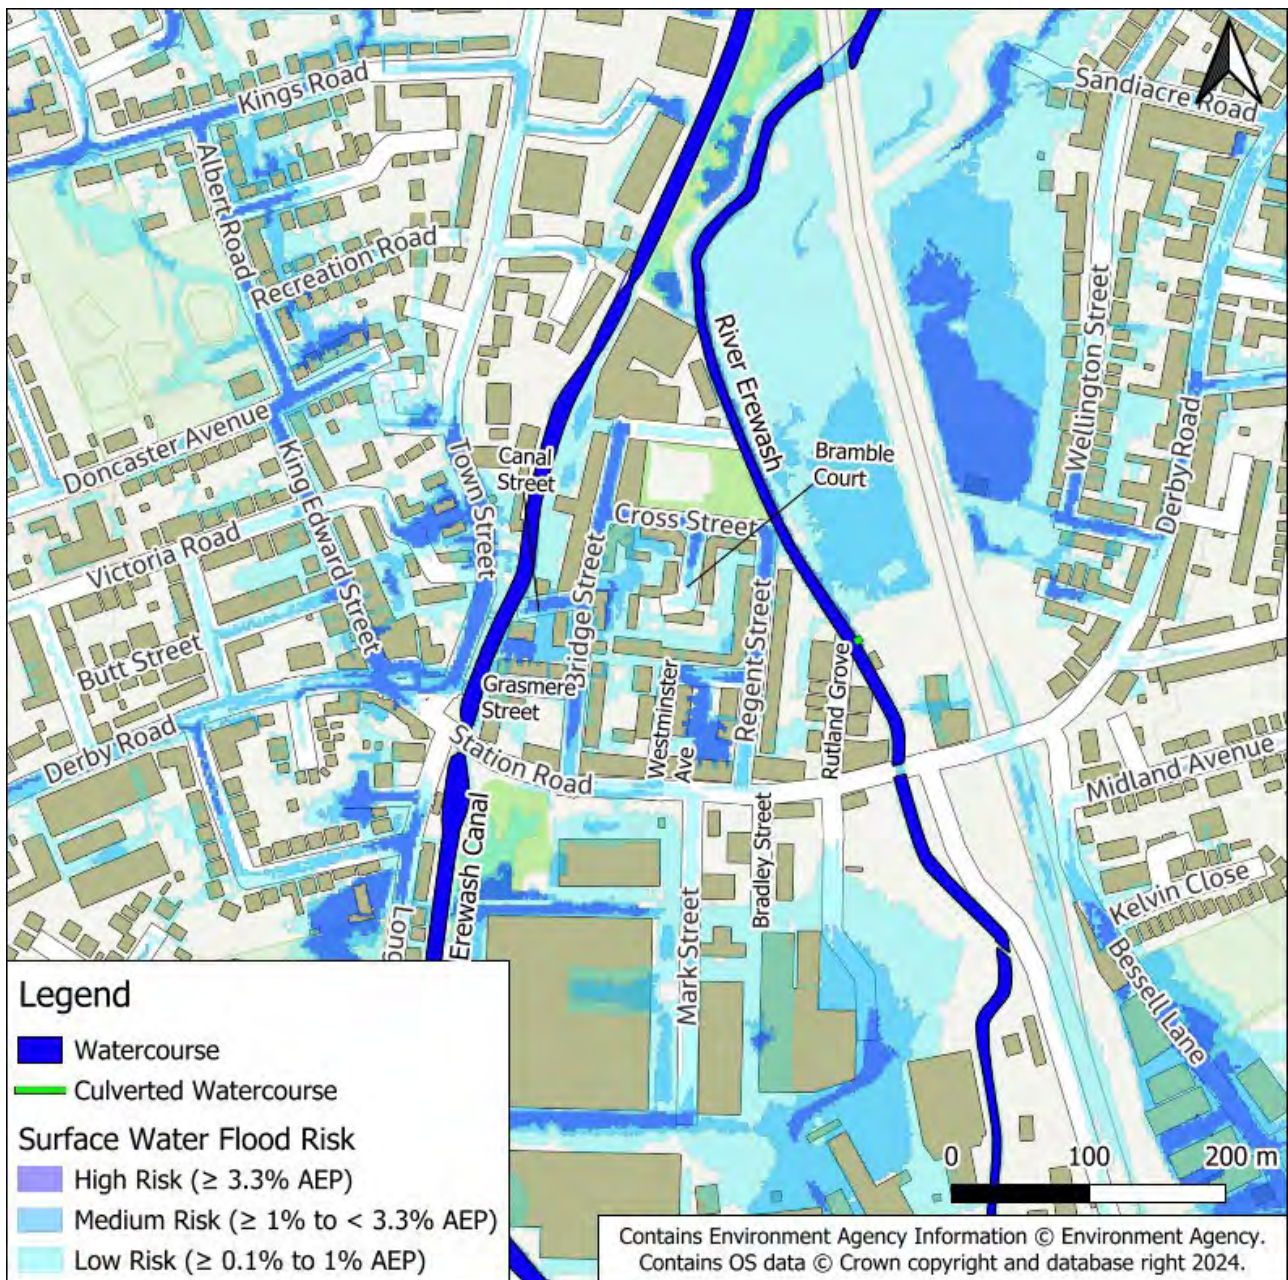 Kings Road
Sandiacre Road
Albert Road
Recreation Road
Wellington Street
River Erewash
Derby Road
Doncaster Avenue
King Edward Street
Town Street
Canal
Street
Bramble
Court
Cross Street
Victoria Road
Bridge Street
Regent Street
Butt Street
Rutland Grove
Westminster
Ave
Grasmere
Street
Derby Road
Station Road
Midland Avenue
Bradley Street
Erewash Canal
Mark Street
Kelvin Close
Bessell Lane
Long
Legend
Watercourse
Culverted Watercourse
Surface Water Flood Risk
High Risk (≥ 3.3% AEP)
Medium Risk (≥ 1% to < 3.3% AEP)
Low Risk (≥ 0.1% to 1% AEP)
0 100 200 m
Contains Environment Agency Information © Environment Agency.
Contains OS data © Crown copyright and database right 2024.